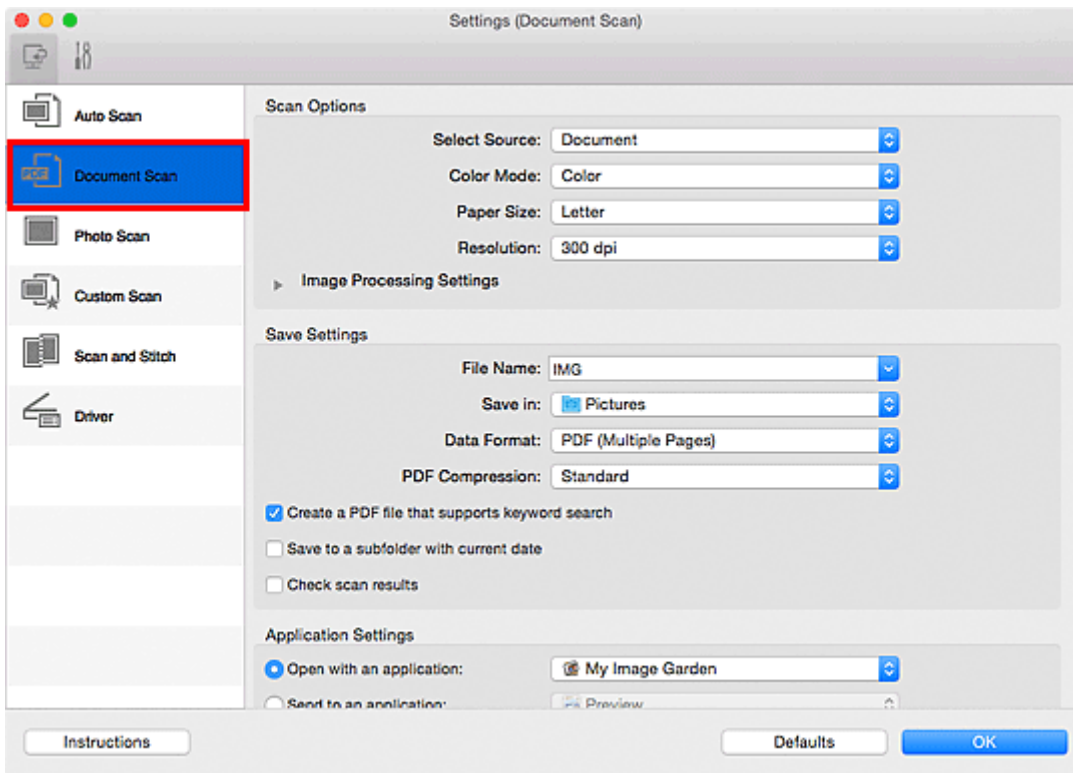 Settings (Document Scan)
Auto Scan
PDF Document Scan
Photo Scan
Custom Scan
Scan and Stitch
Driver
Scan Options
Select Source: Document
Color Mode: Color
Paper Size: Letter
Resolution: 300 dpi
Image Processing Settings
Save Settings
File Name: IMG
Save in: Pictures
Data Format: PDF (Multiple Pages)
PDF Compression: Standard
Create a PDF file that supports keyword search
Save to a subfolder with current date
Check scan results
Application Settings
Open with an application: My Image Garden
Send to an application: Preview
Instructions Defaults OK